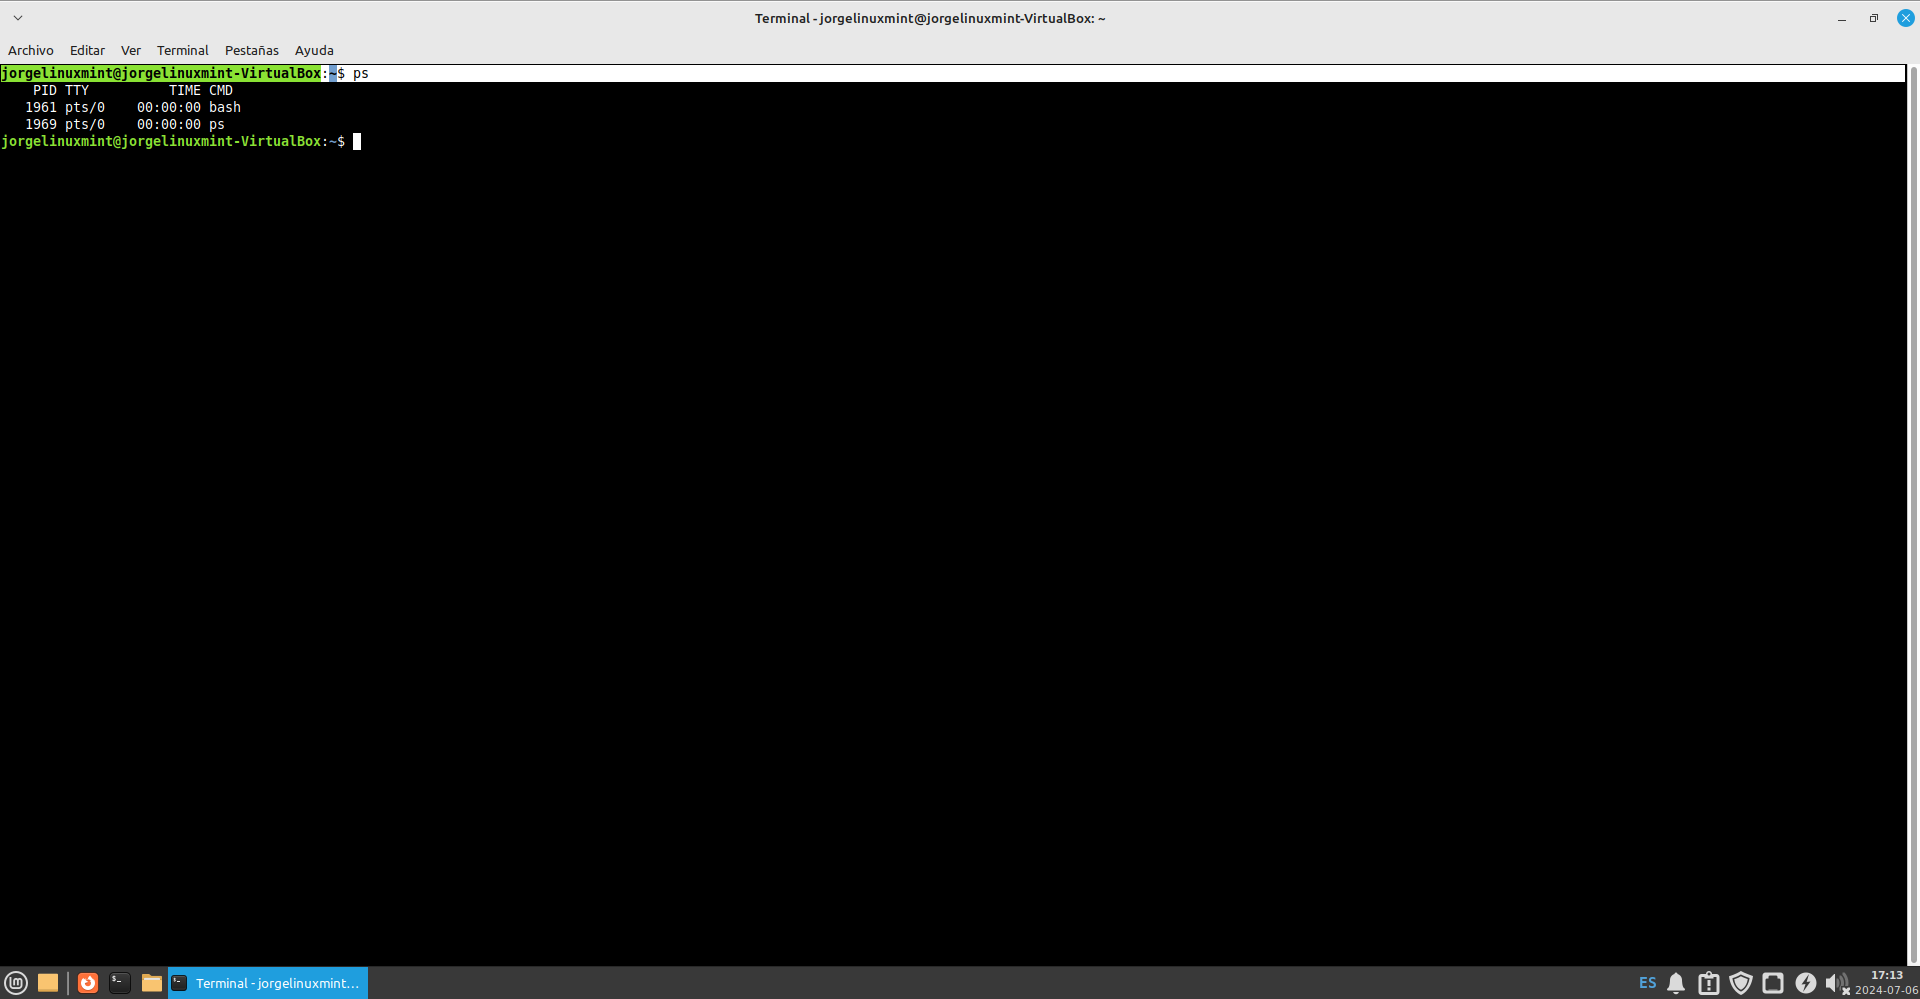 Terminal - jorgelinuxmint@jorgelinuxmint-VirtualBox: ~
Archivo Editar Ver Terminal Pestañas Ayuda
jorgelinuxmint@jorgelinuxmint-VirtualBox:~$ ps
    PID TTY          TIME CMD
   1961 pts/0    00:00:00 bash
   1969 pts/0    00:00:00 ps
jorgelinuxmint@jorgelinuxmint-VirtualBox:~$
Terminal - jorgelinuxmint... ES 17:13
2024-07-06